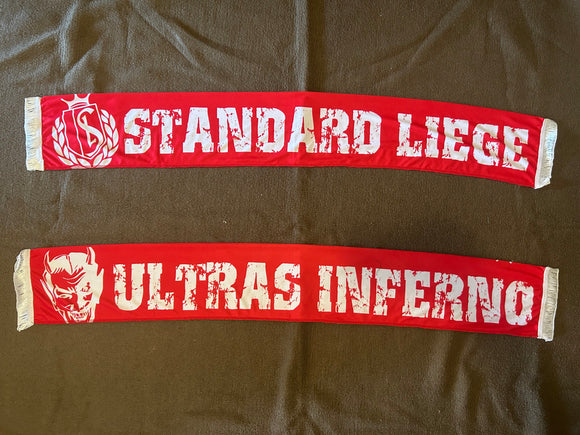 STANDARD LIEGE
ULTRAS INFERNO